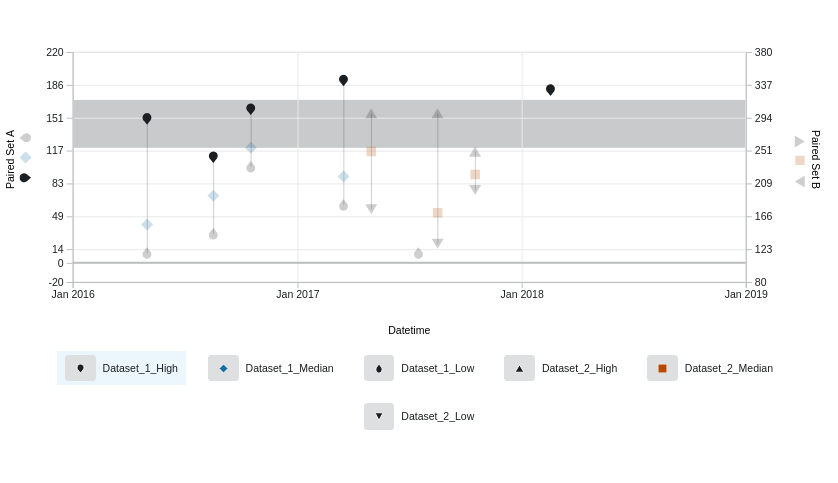 220
186
151
117
83
49
14
0
-20
380
337
294
251
209
166
123
80
Paired Set A
Paired Set B
Jan 2016 Jan 2017 Jan 2018 Jan 2019
Datetime
Dataset_1_High Dataset_1_Median Dataset_1_Low Dataset_2_High Dataset_2_Median
Dataset_2_Low